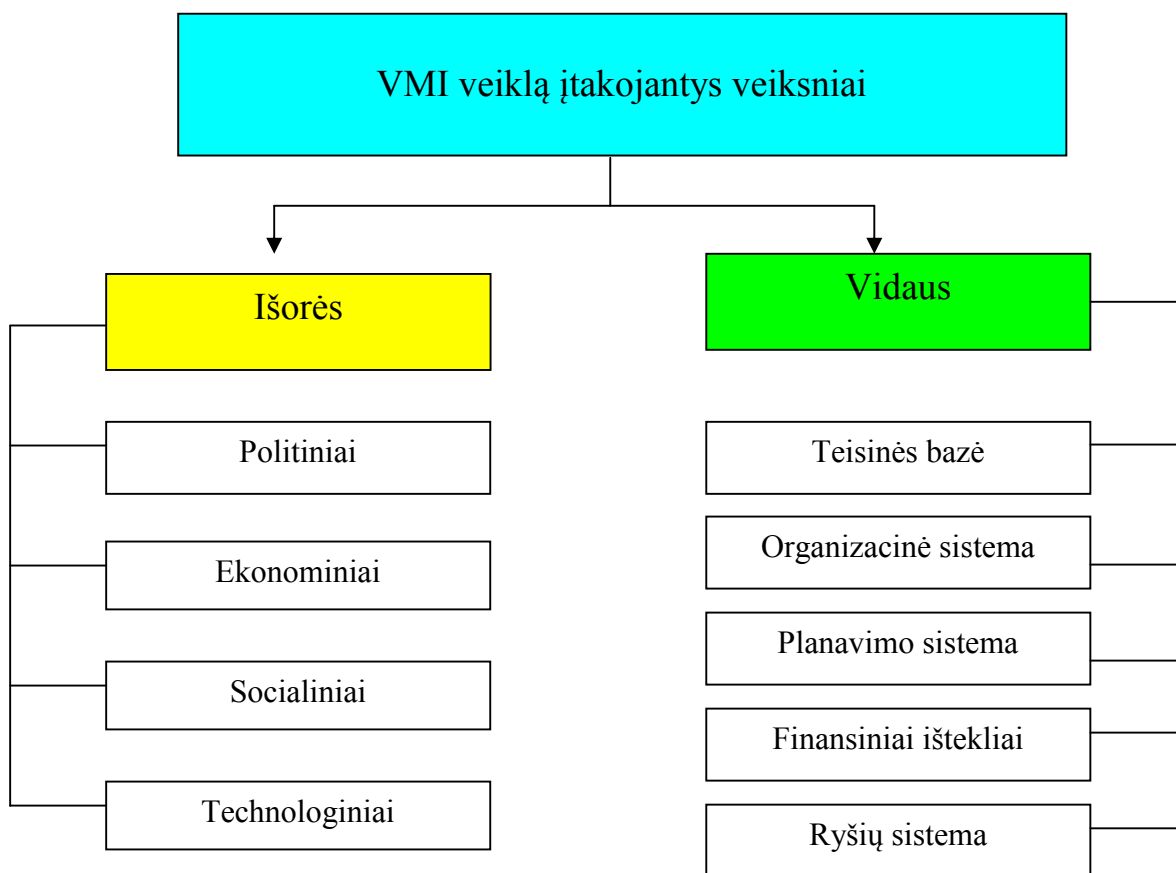 VMI veiklą įtakojantys veiksniai
Išorės
Vidaus
Politiniai
Ekonominiai
Socialiniai
Technologiniai
Teisinės bazė
Organizacinė sistema
Planavimo sistema
Finansiniai ištekliai
Ryšių sistema